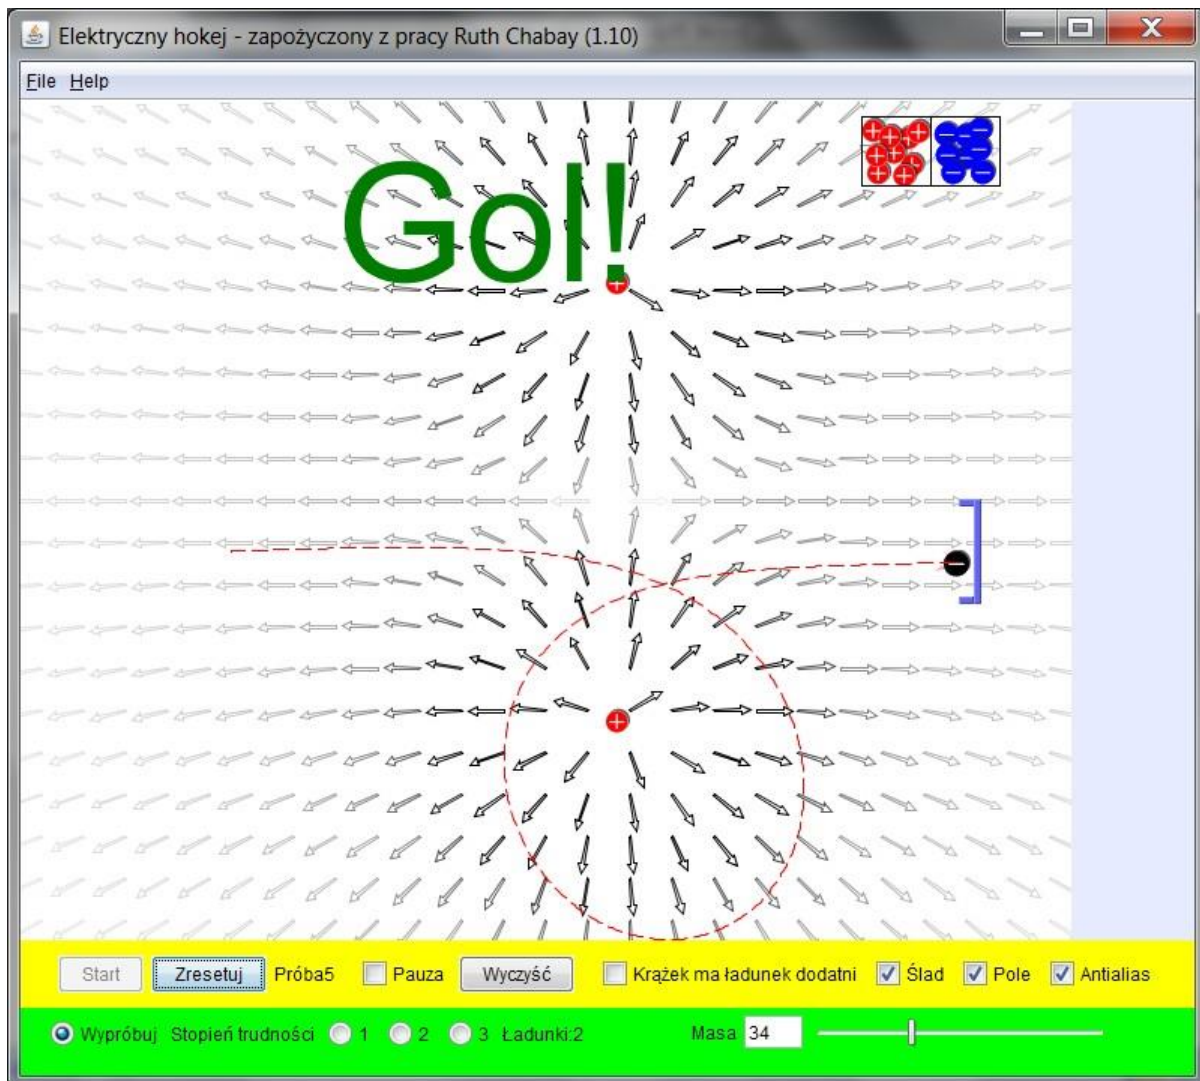 Elektryczny hokej - zapożyczony z pracy Ruth Chabay (1.10)
File Help
Gol!
Start Zresetuj Próba5 Pauza Wyczyść Krążek ma ładunek dodatni Ślad Pole Antialias
Wypróbuj Stopień trudności 1 2 3 Ładunki:2 Masa 34